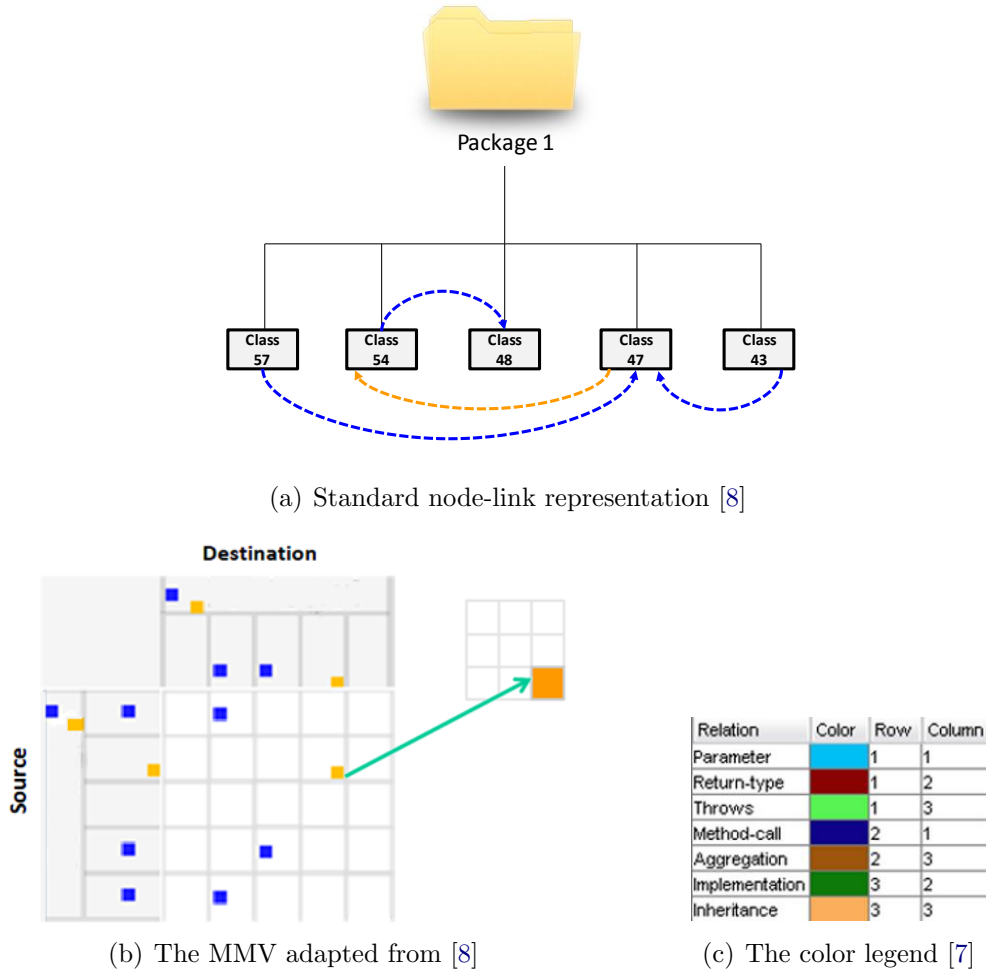 Package 1
Class 57
Class 54
Class 48
Class 47
Class 43
(a) Standard node-link representation [8]
Destination
Source
(b) The MMV adapted from [8]
Relation Color Row Column
Parameter 1 1
Return-type 1 2
Throws 1 3
Method-call 2 1
Aggregation 2 3
Implementation 3 2
Inheritance 3 3
(c) The color legend [7]